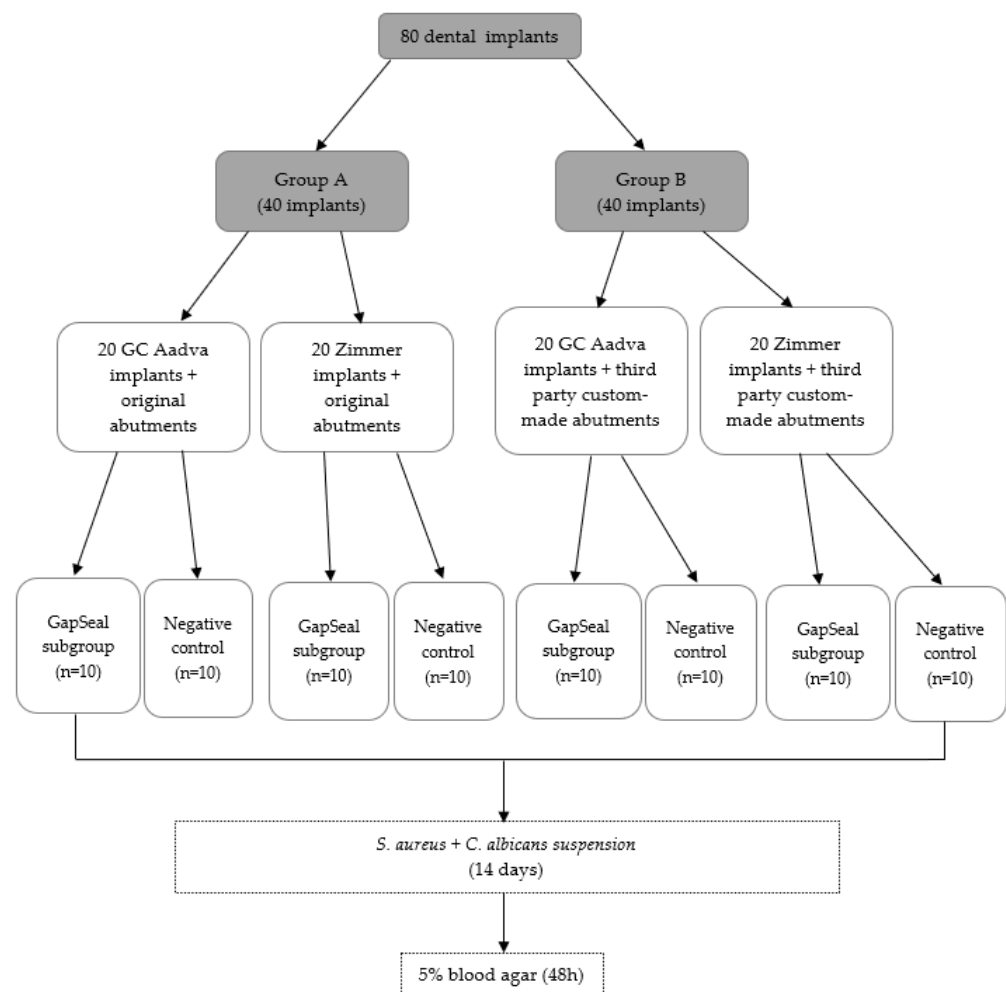 80 dental implants
Group A
(40 implants)
Group B
(40 implants)
20 GC Aadva
implants +
original
abutments
20 Zimmer
implants +
original
abutments
20 GC Aadva
implants + third
party custom-
made abutments
20 Zimmer
implants + third
party custom-
made abutments
GapSeal
subgroup
(n=10)
Negative
control
(n=10)
GapSeal
subgroup
(n=10)
Negative
control
(n=10)
GapSeal
subgroup
(n=10)
Negative
control
(n=10)
GapSeal
subgroup
(n=10)
Negative
control
(n=10)
S. aureus + C. albicans suspension
(14 days)
5% blood agar (48h)